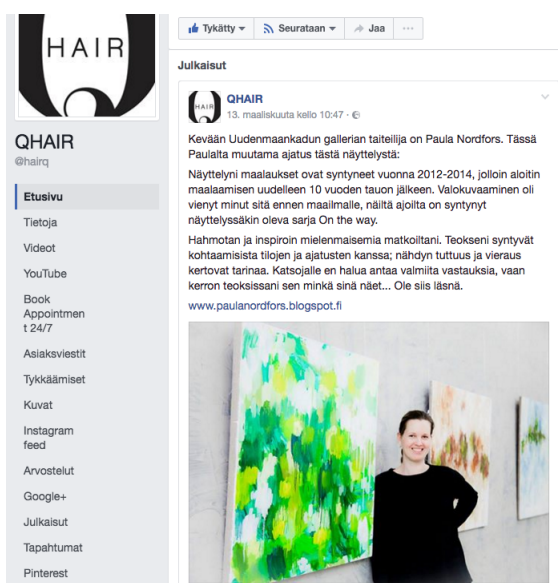 HAIR
QHAIR
@hairq
Etusivu
Tietoja
Videot
YouTube
Book
Appointmen
t 24/7
Asiaksviestit
Tykkäämiset
Kuvat
Instagram
feed
Arvostelut
Google+
Julkaisut
Tapahtumat
Pinterest
Tykätty
Seurataan
Jaa
Julkaisut
HAIR
QHAIR
13. maaliskuuta kello 10:47 ·
Kevään Uudenmaankadun gallerian taiteilija on Paula Nordfors. Tässä
Paulalta muutama ajatus tästä näyttelystä:
Näyttelyni maalaukset ovat syntyneet vuonna 2012-2014, jolloin aloitin
maalaamisen uudelleen 10 vuoden tauon jälkeen. Valokuvaaminen oli
vienyt minut sitä ennen maailmalle, näiltä ajoilta on syntynyt
näyttelyssäkin oleva sarja On the way.
Hahmotan ja inspiroin mielenmaisemia matkoiltani. Teokseni syntyvät
kohtaamisista tilojen ja ajatusten kanssa; nähdyn tuttuus ja vieraus
kertovat tarinaa. Katsojalle en halua antaa valmiita vastauksia, vaan
kerron teoksissani sen minkä sinä näet... Ole siis läsnä.
www.paulanordfors.blogspot.fi